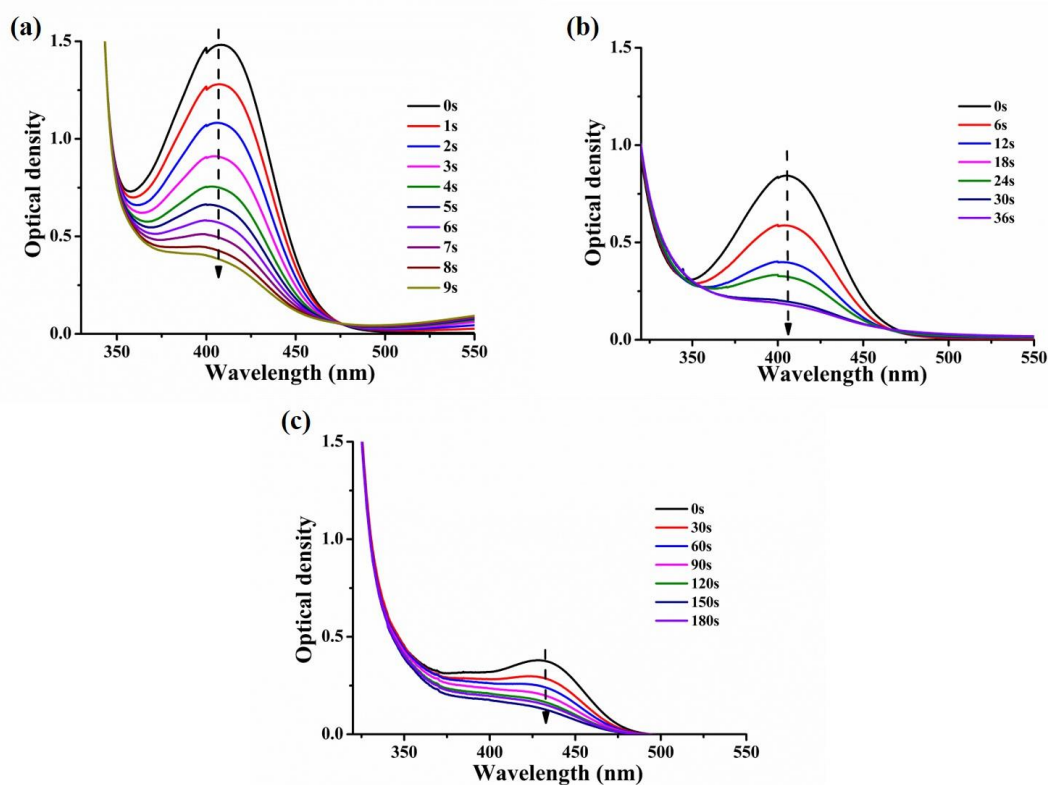 (a)
Optical density
1.5
1.0
0.5
0.0
350 400 450 500 550
Wavelength (nm)
0s
1s
2s
3s
4s
5s
6s
7s
8s
9s
(b)
Optical density
1.5
1.0
0.5
0.0
350 400 450 500 550
Wavelength (nm)
0s
6s
12s
18s
24s
30s
36s
(c)
Optical density
1.5
1.0
0.5
0.0
350 400 450 500 550
Wavelength (nm)
0s
30s
60s
90s
120s
150s
180s